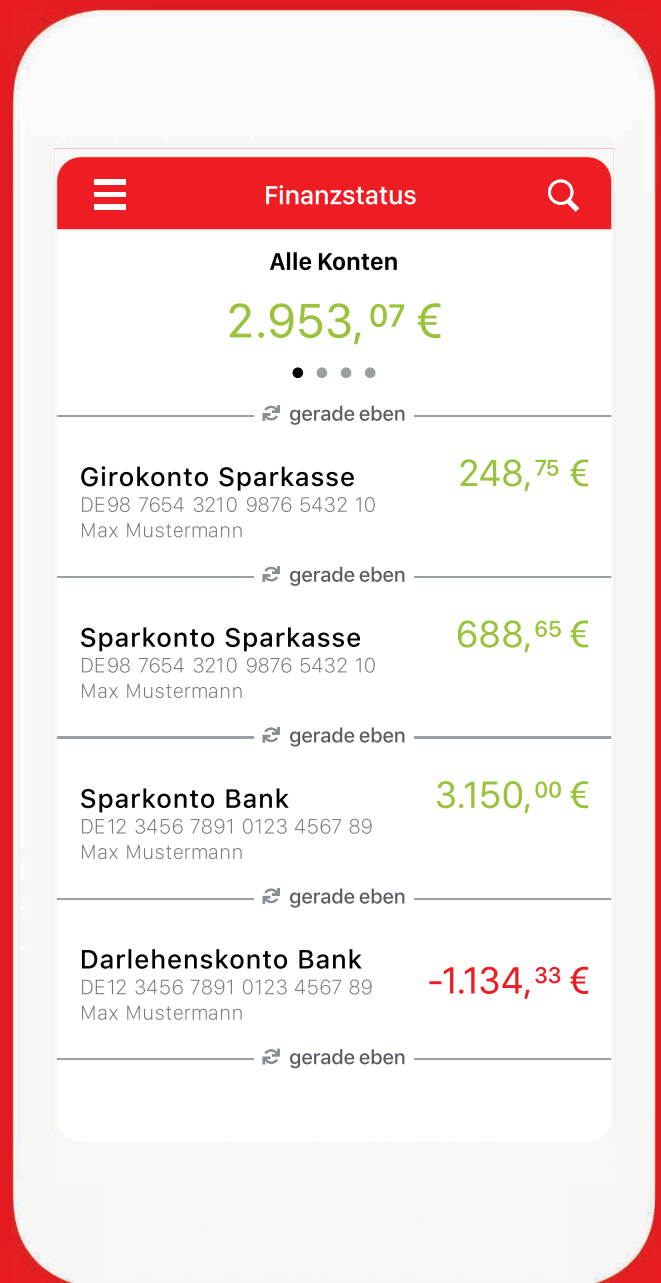 Finanzstatus
Alle Konten
2.953,07 €
gerade eben
Girokonto Sparkasse
248,75 €
DE98 7654 3210 9876 5432 10
Max Mustermann
gerade eben
Sparkonto Sparkasse
688,65 €
DE98 7654 3210 9876 5432 10
Max Mustermann
gerade eben
Sparkonto Bank
3.150,00 €
DE12 3456 7891 0123 4567 89
Max Mustermann
gerade eben
Darlehenskonto Bank
-1.134,33 €
DE12 3456 7891 0123 4567 89
Max Mustermann
gerade eben